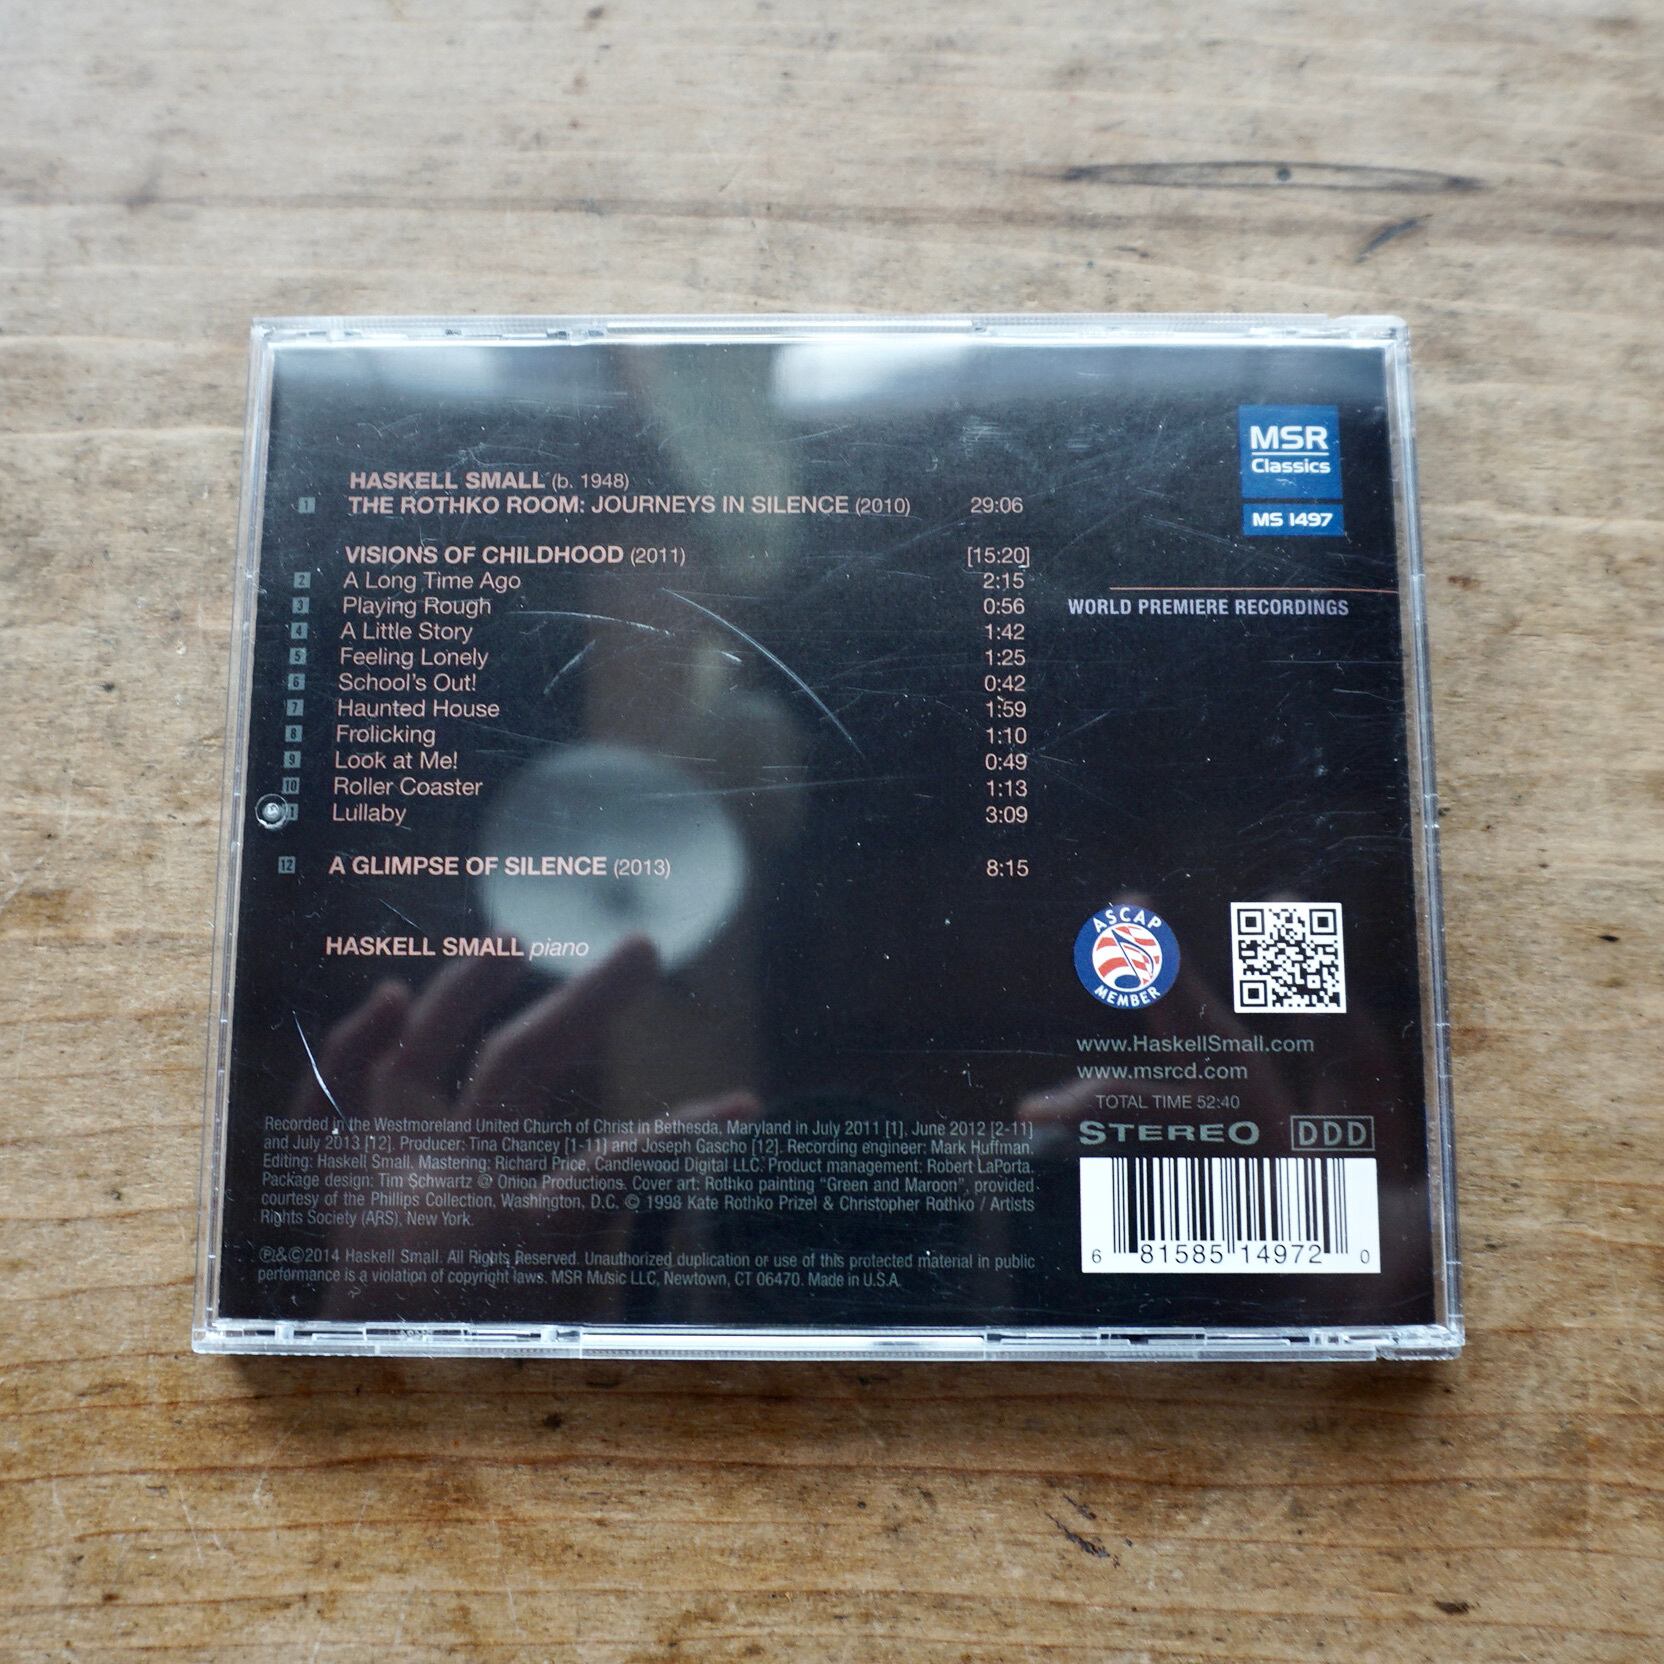 HASKELL SMALL (b. 1948)
1 THE ROTHKO ROOM: JOURNEYS IN SILENCE (2010) 29:06
VISIONS OF CHILDHOOD (2011) [15:20]
2 A Long Time Ago 2:15
3 Playing Rough 0:56
4 A Little Story 1:42
5 Feeling Lonely 1:25
6 School's Out! 0:42
7 Haunted House 1:59
8 Frolicking 1:10
9 Look at Me! 0:49
10 Roller Coaster 1:13
Lullaby 3:09
12 A GLIMPSE OF SILENCE (2013) 8:15
HASKELL SMALL piano
MSR
Classics
MS 1497
WORLD PREMIERE RECORDINGS
ASCAP
MEMBER
www.HaskellSmall.com
www.msrcd.com
TOTAL TIME 52:40
STEREO DDD
6 81585 14972 0
Recorded in the Westmoreland United Church of Christ in Bethesda, Maryland in July 2011 [1], June 2012 [2-11]
and July 2013 [12]. Producer: Tina Chancey [1-11] and Joseph Gascho [12]. Recording engineer: Mark Huffman.
Editing: Haskell Small. Mastering: Richard Price, Candlewood Digital LLC. Product management: Robert LaPorta.
Package design: Tim Schwartz @ Onion Productions. Cover art: Rothko painting "Green and Maroon", provided
courtesy of the Phillips Collection, Washington, D.C. © 1998 Kate Rothko Prizel & Christopher Rothko / Artists
Rights Society (ARS), New York.
℗&©2014 Haskell Small. All Rights Reserved. Unauthorized duplication or use of this protected material in public
performance is a violation of copyright laws. MSR Music LLC, Newtown, CT 06470. Made in U.S.A.